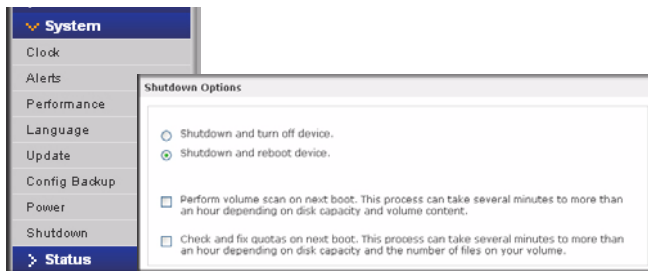 System
Clock
Alerts
Performance
Language
Update
Config Backup
Power
Shutdown
Status
Shutdown Options
Shutdown and turn off device.
Shutdown and reboot device.
Perform volume scan on next boot. This process can take several minutes to more than
an hour depending on disk capacity and volume content.
Check and fix quotas on next boot. This process can take several minutes to more than
an hour depending on disk capacity and the number of files on your volume.